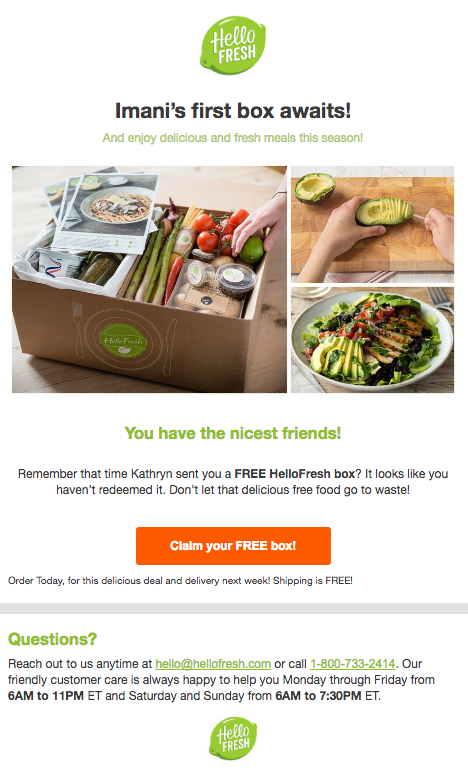 Hello
FRESH
Imani’s first box awaits!
And enjoy delicious and fresh meals this season!
HelloFresh
You have the nicest friends!
Remember that time Kathryn sent you a FREE HelloFresh box? It looks like you
haven’t redeemed it. Don’t let that delicious free food go to waste!
Claim your FREE box!
Order Today, for this delicious deal and delivery next week! Shipping is FREE!
Questions?
Reach out to us anytime at hello@hellofresh.com or call 1-800-733-2414. Our
friendly customer care is always happy to help you Monday through Friday from
6AM to 11PM ET and Saturday and Sunday from 6AM to 7:30PM ET.
Hello
FRESH